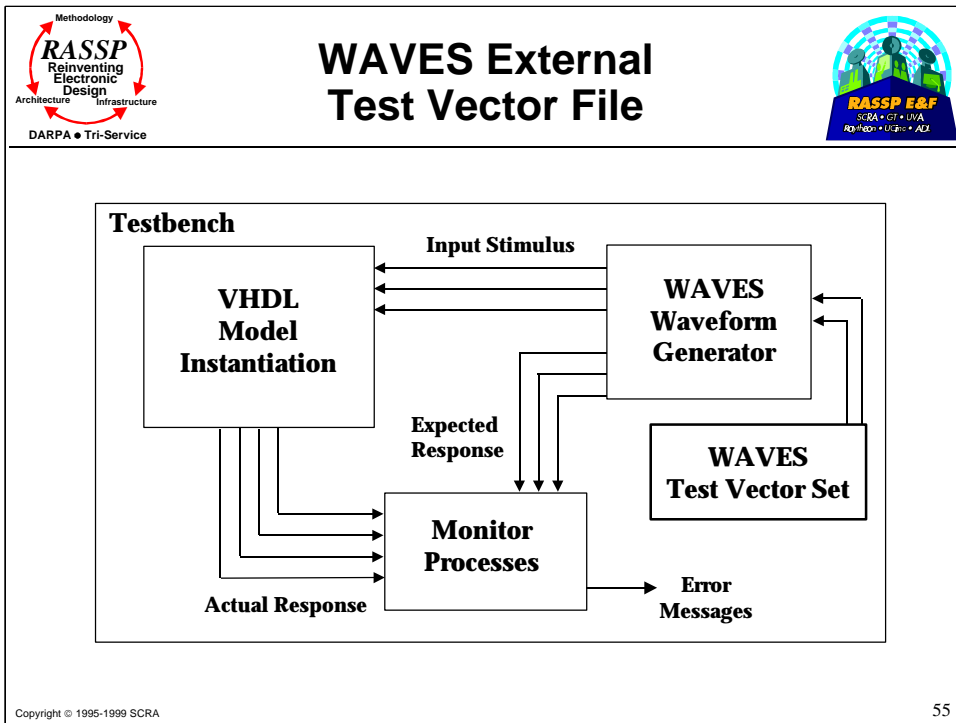 Methodology
RASSP
Reinventing
Electronic
Design
Architecture
Infrastructure
DARPA ● Tri-Service
WAVES External
Test Vector File
RASSP E&F
SCRA • GT • UVA
Raytheon • UCinc • ADL
Testbench
Input Stimulus
VHDL
Model
Instantiation
WAVES
Waveform
Generator
Expected
Response
WAVES
Test Vector Set
Monitor
Processes
Actual Response
Error
Messages
Copyright © 1995-1999 SCRA
55